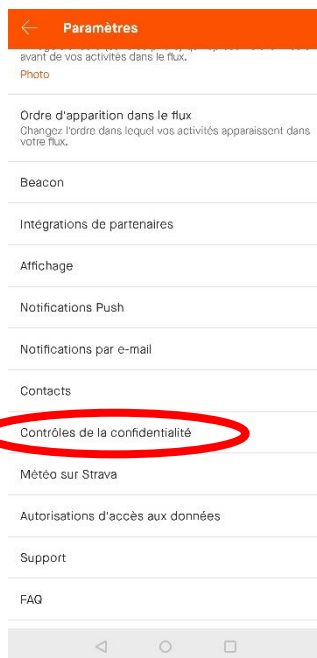 Paramètres
avant de vos activités dans le flux.
Photo
Ordre d'apparition dans le flux
Changez l'ordre dans lequel vos activités apparaissent dans
votre flux.
Beacon
Intégrations de partenaires
Affichage
Notifications Push
Notifications par e-mail
Contacts
Contrôles de la confidentialité
Météo sur Strava
Autorisations d'accès aux données
Support
FAQ